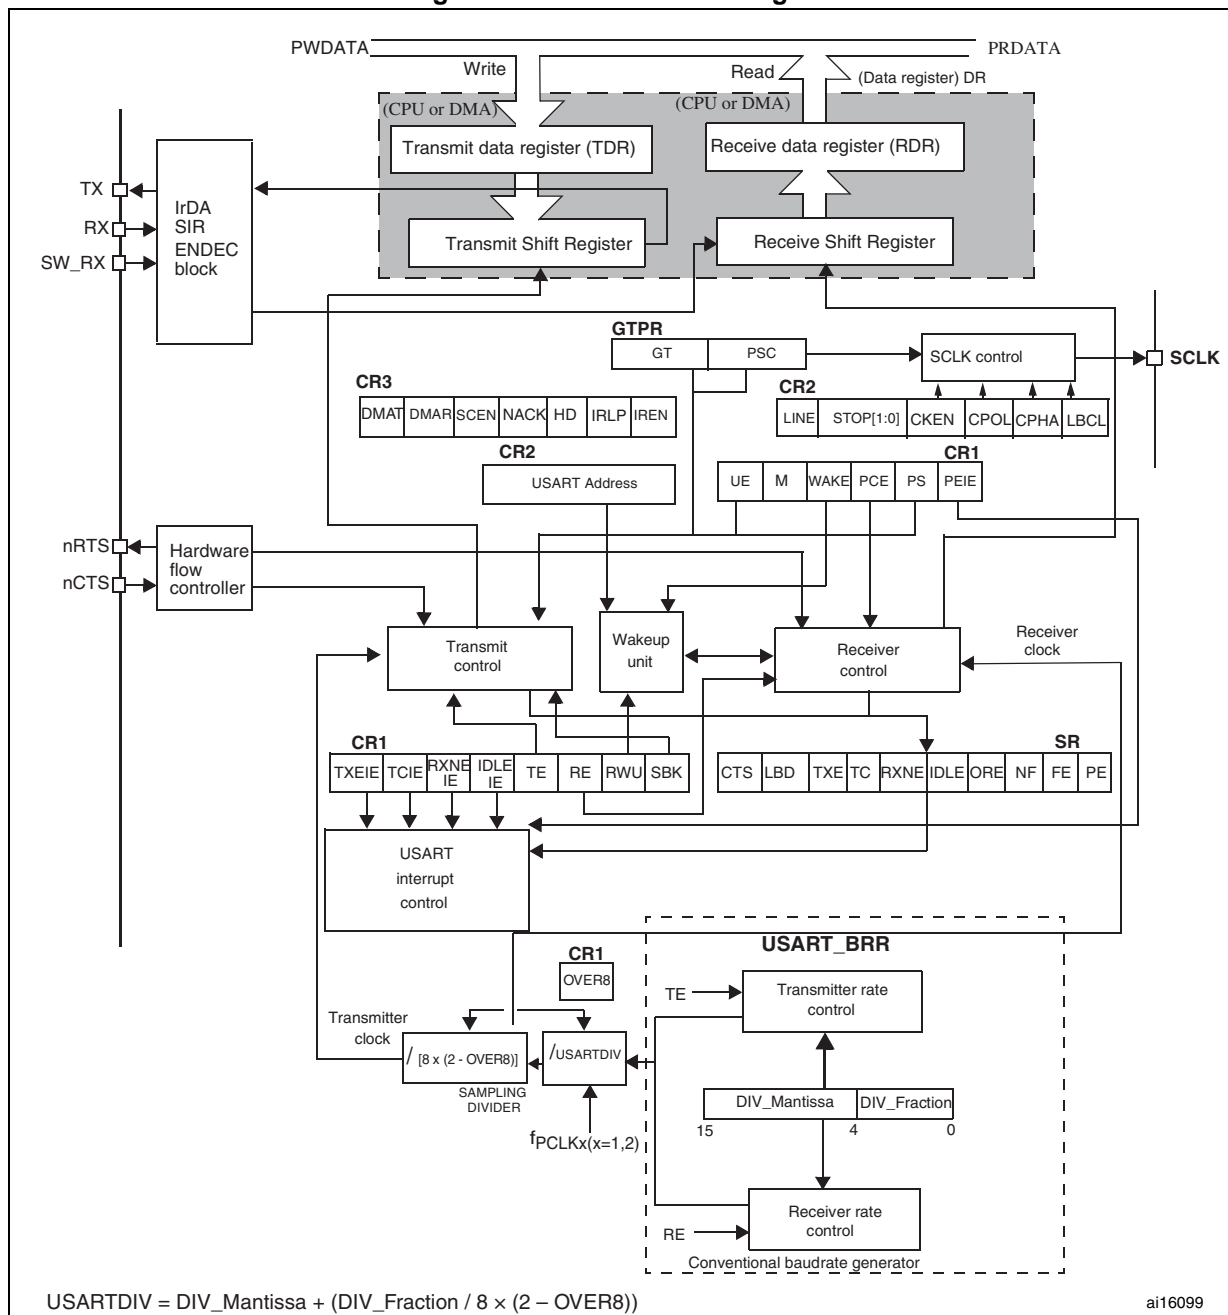 PWDATA
PRDATA
Write
Read
(Data register) DR
(CPU or DMA)
(CPU or DMA)
Transmit data register (TDR)
Receive data register (RDR)
TX
RX
SW_RX
IrDA
SIR
ENDEC
block
Transmit Shift Register
Receive Shift Register
GTPR
GT
PSC
SCLK control
SCLK
CR3
DMAT DMAR SCEN NACK HD IRLP IREN
CR2
LINE STOP[1:0] CKEN CPOL CPHA LBCL
CR2
USART Address
CR1
UE M WAKE PCE PS PEIE
nRTS
nCTS
Hardware
flow
controller
Transmit
control
Wakeup
unit
Receiver
control
Receiver
clock
CR1
TXEIE TCIE RXNE IE IDLE IE TE RE RWU SBK
SR
CTS LBD TXE TC RXNE IDLE ORE NF FE PE
USART
interrupt
control
USART_BRR
CR1
OVER8
TE
Transmitter rate
control
Transmitter
clock
/ [8 x (2 - OVER8)]
/USARTDIV
SAMPLING
DIVIDER
fPCLKx(x=1,2)
DIV_Mantissa DIV_Fraction
15 4 0
RE
Receiver rate
control
Conventional baudrate generator
USARTDIV = DIV_Mantissa + (DIV_Fraction / 8 × (2 – OVER8))
ai16099